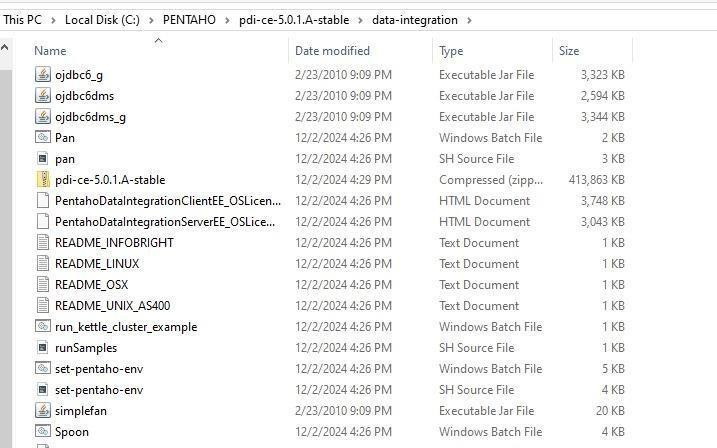 This PC > Local Disk (C:) > PENTAHO > pdi-ce-5.0.1.A-stable > data-integration >
Name Date modified Type Size
ojdbc6_g 2/23/2010 9:09 PM Executable Jar File 3,323 KB
ojdbc6dms 2/23/2010 9:09 PM Executable Jar File 2,594 KB
ojdbc6dms_g 2/23/2010 9:09 PM Executable Jar File 3,344 KB
Pan 12/2/2024 4:26 PM Windows Batch File 2 KB
pan 12/2/2024 4:26 PM SH Source File 3 KB
pdi-ce-5.0.1.A-stable 12/2/2024 4:29 PM Compressed (zipp... 413,863 KB
PentahoDataIntegrationClientEE_OSLicen... 12/2/2024 4:26 PM HTML Document 3,748 KB
PentahoDataIntegrationServerEE_OSLice... 12/2/2024 4:26 PM HTML Document 3,043 KB
README_INFOBRIGHT 12/2/2024 4:26 PM Text Document 1 KB
README_LINUX 12/2/2024 4:26 PM Text Document 1 KB
README_OSX 12/2/2024 4:26 PM Text Document 1 KB
README_UNIX_AS400 12/2/2024 4:26 PM Text Document 1 KB
run_kettle_cluster_example 12/2/2024 4:26 PM Windows Batch File 1 KB
runSamples 12/2/2024 4:26 PM SH Source File 1 KB
set-pentaho-env 12/2/2024 4:26 PM Windows Batch File 5 KB
set-pentaho-env 12/2/2024 4:26 PM SH Source File 4 KB
simplefan 2/23/2010 9:09 PM Executable Jar File 20 KB
Spoon 12/2/2024 4:26 PM Windows Batch File 4 KB